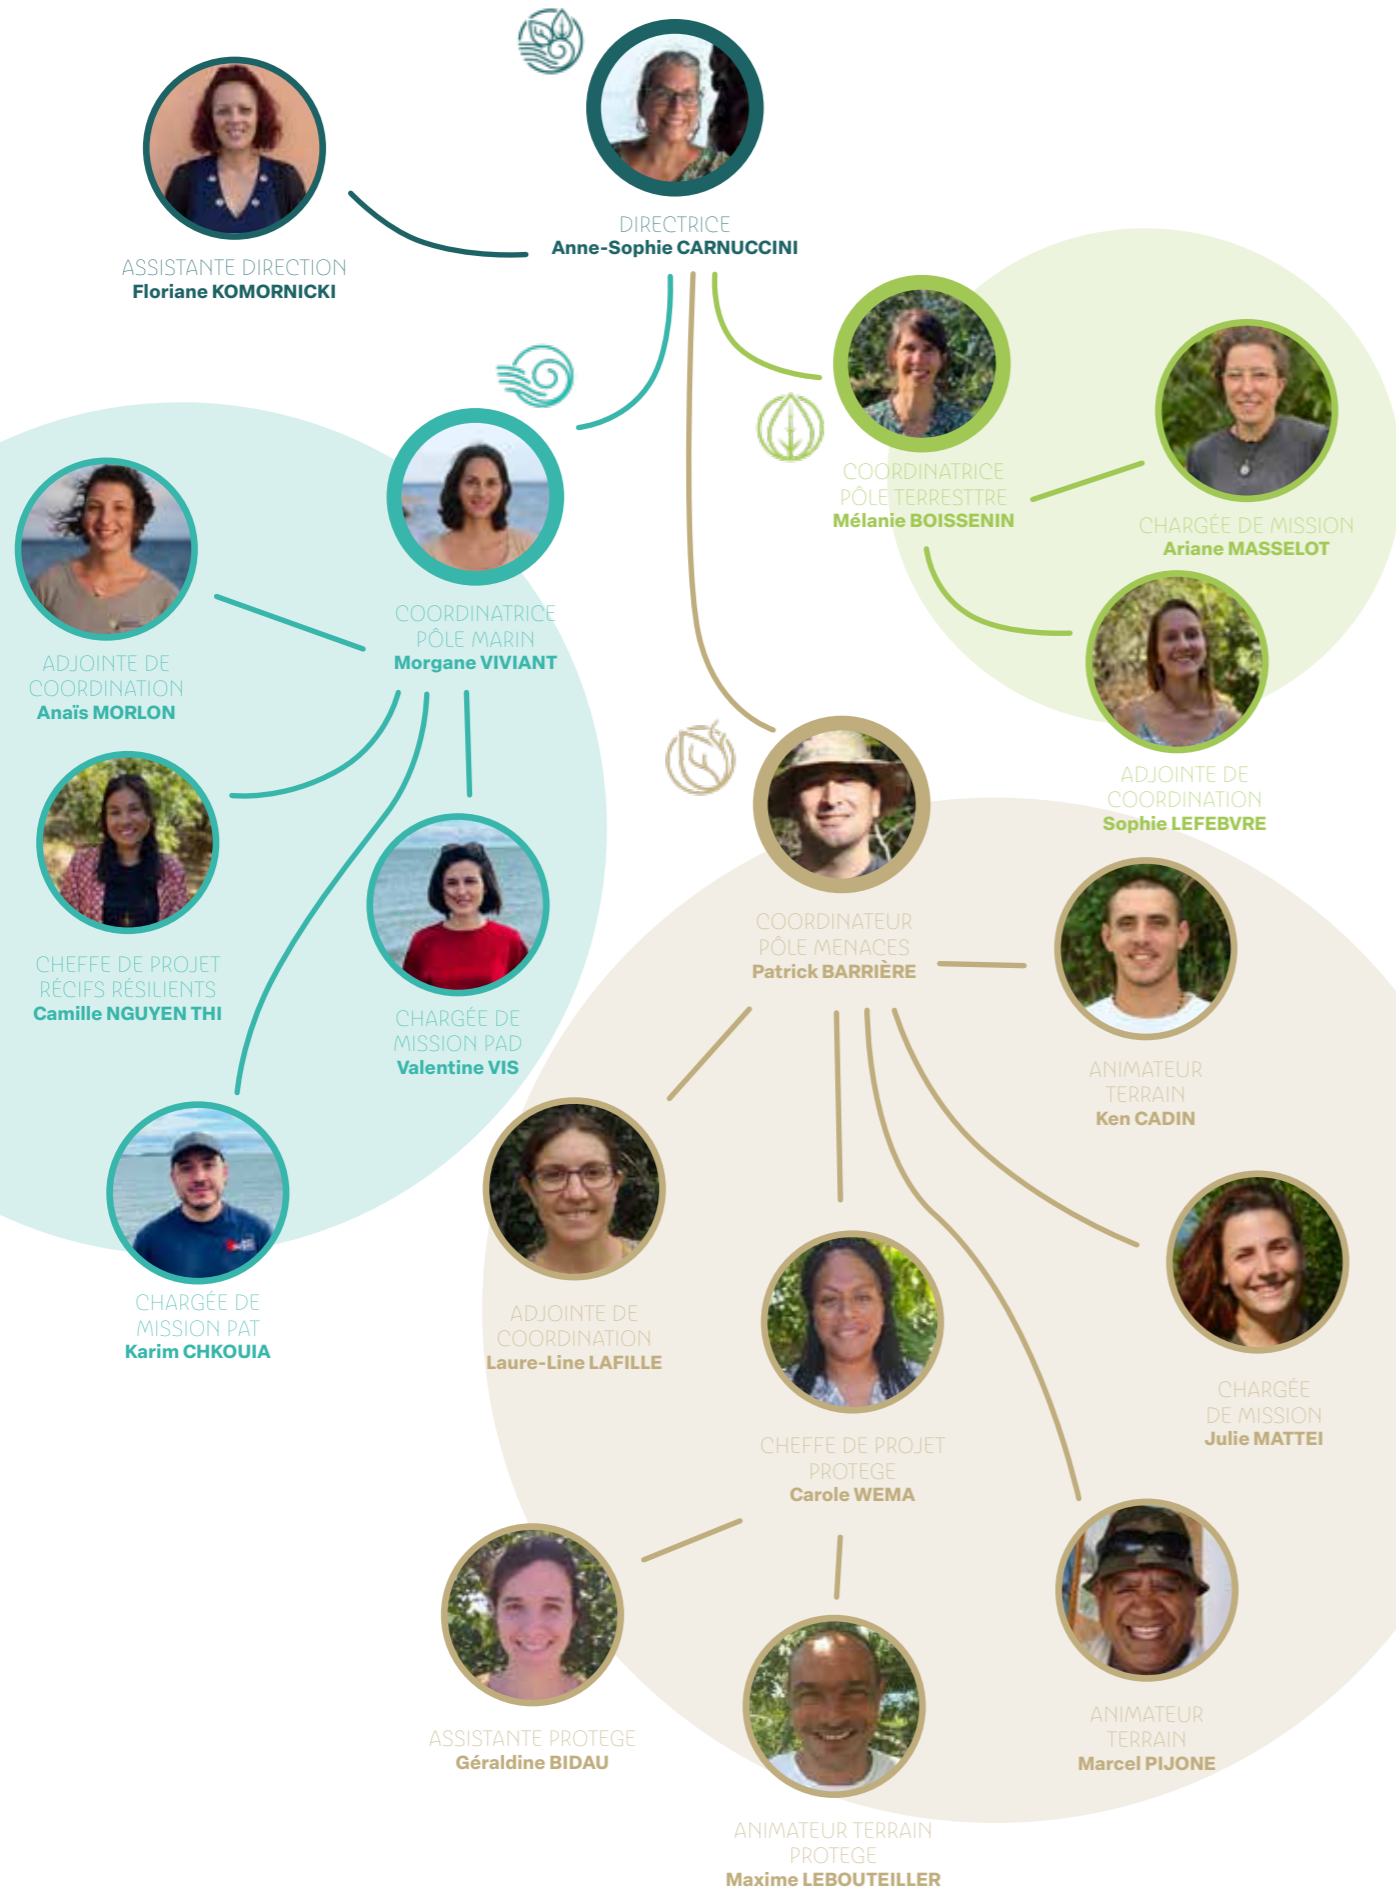 DIRECTRICE
Anne-Sophie CARNUCCINI
ASSISTANTE DIRECTION
Floriane KOMORNICKI
COORDINATRICE
PÔLE TERRESTTRE
Mélanie BOISSENIN
CHARGÉE DE MISSION
Ariane MASSELOT
COORDINATRICE
PÔLE MARIN
Morgane VIVIANT
ADJOINTE DE
COORDINATION
Anaïs MORLON
ADJOINTE DE
COORDINATION
Sophie LEFEBVRE
CHEFFE DE PROJET
RÉCIFS RÉSILIENTS
Camille NGUYEN THI
CHARGÉE DE
MISSION PAD
Valentine VIS
COORDINATEUR
PÔLE MENACES
Patrick BARRIÈRE
ANIMATEUR
TERRAIN
Ken CADIN
CHARGÉE DE
MISSION PAT
Karim CHKOUIA
ADJOINTE DE
COORDINATION
Laure-Line LAFILLE
CHARGÉE
DE MISSION
Julie MATTEI
CHEFFE DE PROJET
PROTEGE
Carole WEMA
ASSISTANTE PROTEGE
Géraldine BIDAU
ANIMATEUR
TERRAIN
Marcel PIJONE
ANIMATEUR TERRAIN
PROTEGE
Maxime LEBOUTEILLER